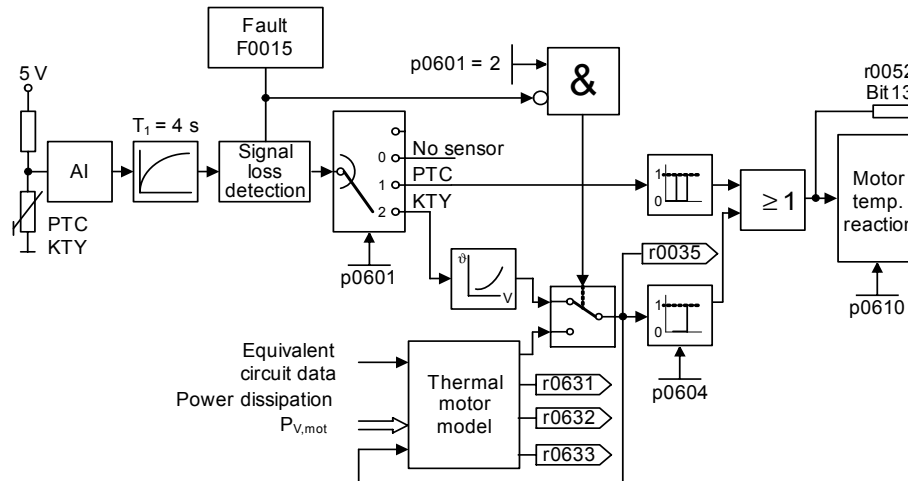 Fault
F0015
p0601 = 2
&
r0052
Bit13
5 V
T1 = 4 s
AI
Signal
loss
detection
0
No sensor
1
PTC
2
KTY
1
0
≥ 1
Motor
temp.
reaction
PTC
KTY
p0601
ϑ
V
r0035
1
0
p0610
p0604
Equivalent
circuit data
Power dissipation
PV,mot
Thermal
motor
model
r0631
r0632
r0633